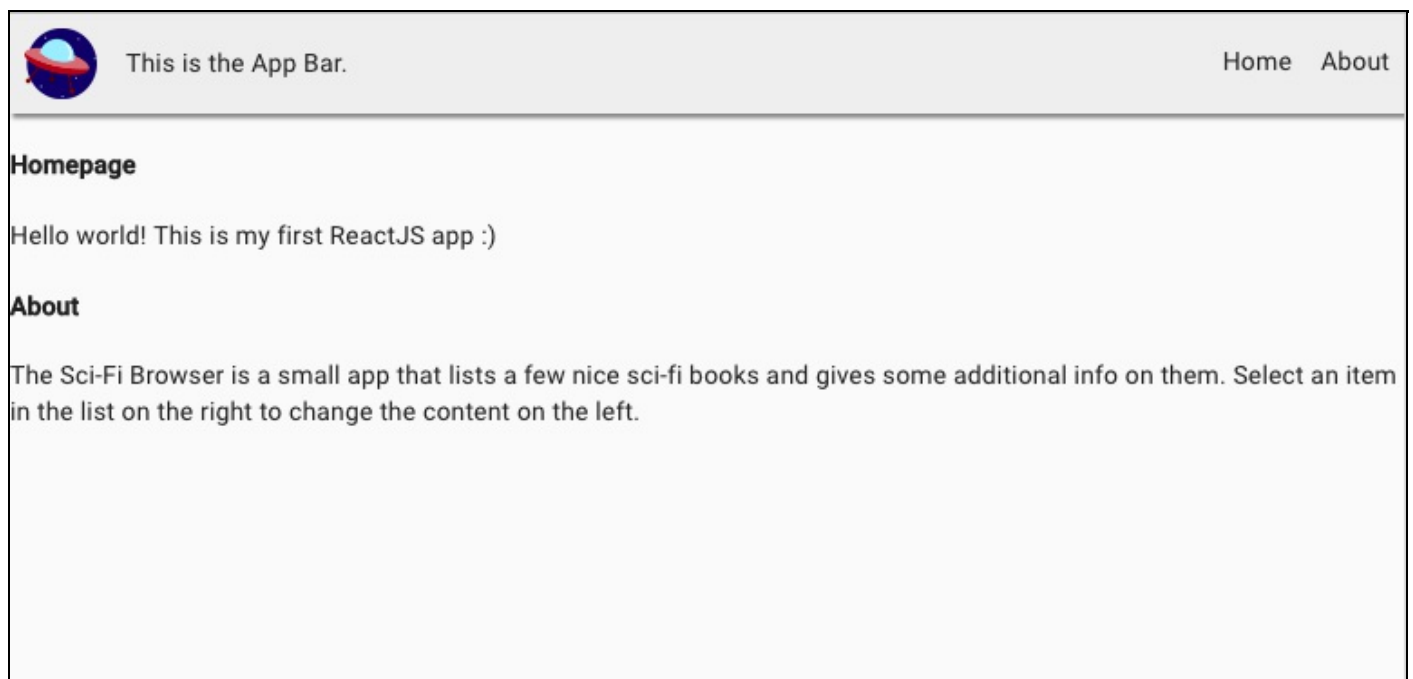 This is the App Bar.
Home About
Homepage
Hello world! This is my first ReactJS app :)
About
The Sci-Fi Browser is a small app that lists a few nice sci-fi books and gives some additional info on them. Select an item
in the list on the right to change the content on the left.